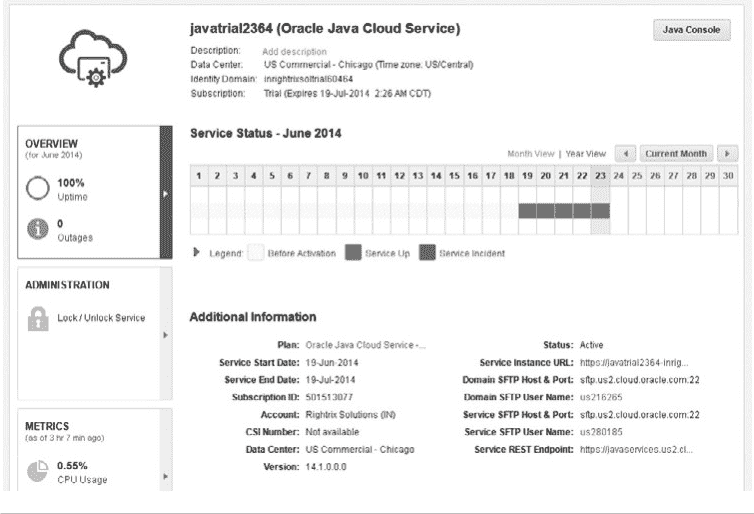 javatrial2364 (Oracle Java Cloud Service)
Java Console
Description: Add description
Data Center: US Commercial - Chicago (Time zone: US/Central)
Identity Domain: inrightrixsoltrial60464
Subscription: Trial (Expires 19-Jul-2014 2:26 AM CDT)
OVERVIEW
(for June 2014)
100%
Uptime
0
Outages
Service Status - June 2014
Month View | Year View Current Month
1 2 3 4 5 6 7 8 9 10 11 12 13 14 15 16 17 18 19 20 21 22 23 24 25 26 27 28 29 30
Legend: Before Activation Service Up Service Incident
ADMINISTRATION
Lock / Unlock Service
Additional Information
Plan: Oracle Java Cloud Service -...
Service Start Date: 19-Jun-2014
Service End Date: 19-Jul-2014
Subscription ID: 501513077
Account: Rightrix Solutions (IN)
CSI Number: Not available
Data Center: US Commercial - Chicago
Version: 14.1.0.0.0
Status: Active
Service Instance URL: https://javatrial2364-inrig...
Domain SFTP Host & Port: sftp.us2.cloud.oracle.com:22
Domain SFTP User Name: us216265
Service SFTP Host & Port: sftp.us2.cloud.oracle.com:22
Service SFTP User Name: us280185
Service REST Endpoint: https://javaservices.us2.cl...
METRICS
(as of 3 hr 7 min ago)
0.55%
CPU Usage